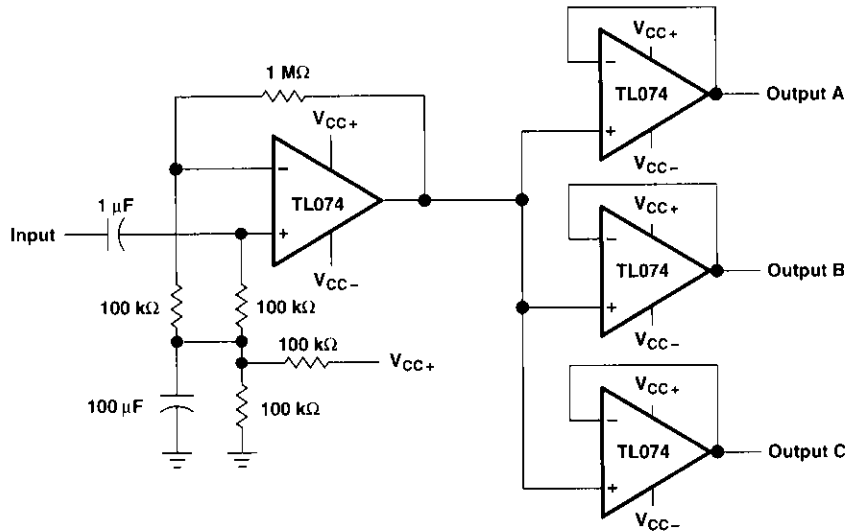 1 MΩ
VCC+
TL074
VCC−
1 μF
Input
100 kΩ
100 kΩ
100 kΩ
VCC+
100 μF
100 kΩ
VCC+
TL074
VCC−
Output A
VCC+
TL074
VCC−
Output B
VCC+
TL074
VCC−
Output C